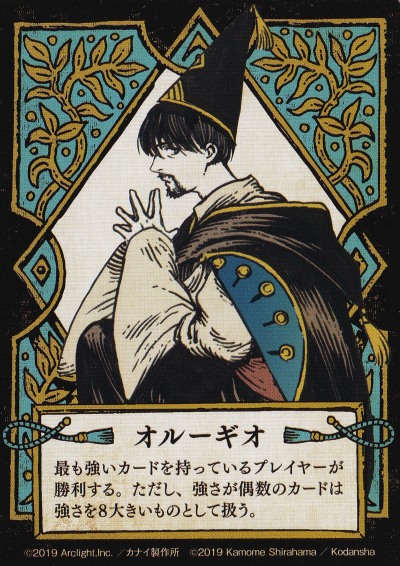 オルーギオ
最も強いカードを持っているプレイヤーが
勝利する。ただし、強さが偶数のカードは
強さを8大きいものとして扱う。
©2019 Arclight,Inc. ／カナイ製作所 ©2019 Kamome Shirahama ／ Kodansha